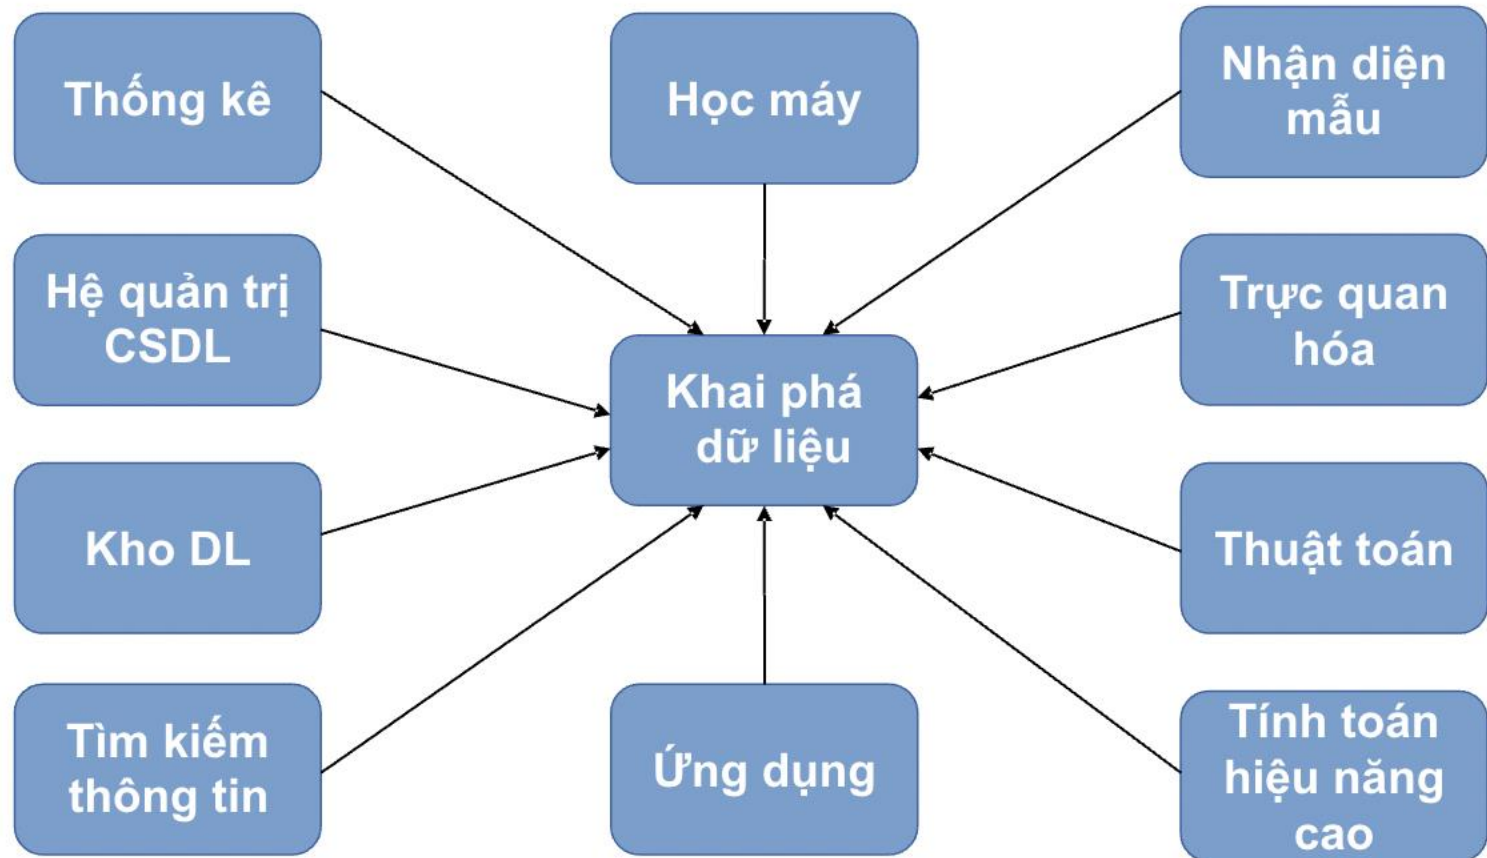 Thống kê
Học máy
Nhận diện
mẫu
Hệ quản trị
CSDL
Trực quan
hóa
Khai phá
dữ liệu
Kho DL
Thuật toán
Tìm kiếm
thông tin
Ứng dụng
Tính toán
hiệu năng
cao